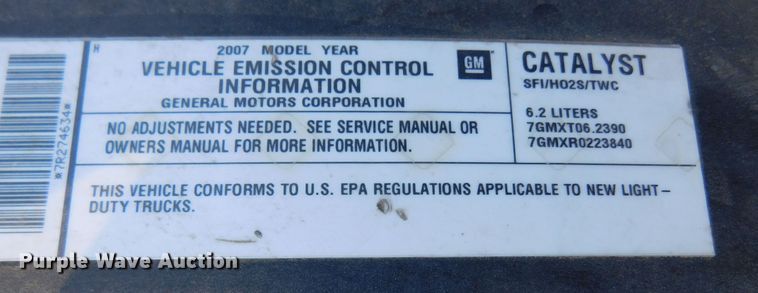 H
2007 MODEL YEAR
VEHICLE EMISSION CONTROL
INFORMATION
GENERAL MOTORS CORPORATION
GM
CATALYST
SFI/HO2S/TWC
6.2 LITERS
7GMXT06.2390
7GMXR0223840
NO ADJUSTMENTS NEEDED. SEE SERVICE MANUAL OR
OWNERS MANUAL FOR MORE INFORMATION.
THIS VEHICLE CONFORMS TO U.S. EPA REGULATIONS APPLICABLE TO NEW LIGHT-
DUTY TRUCKS.
*7R274634*
Purple Wave Auction